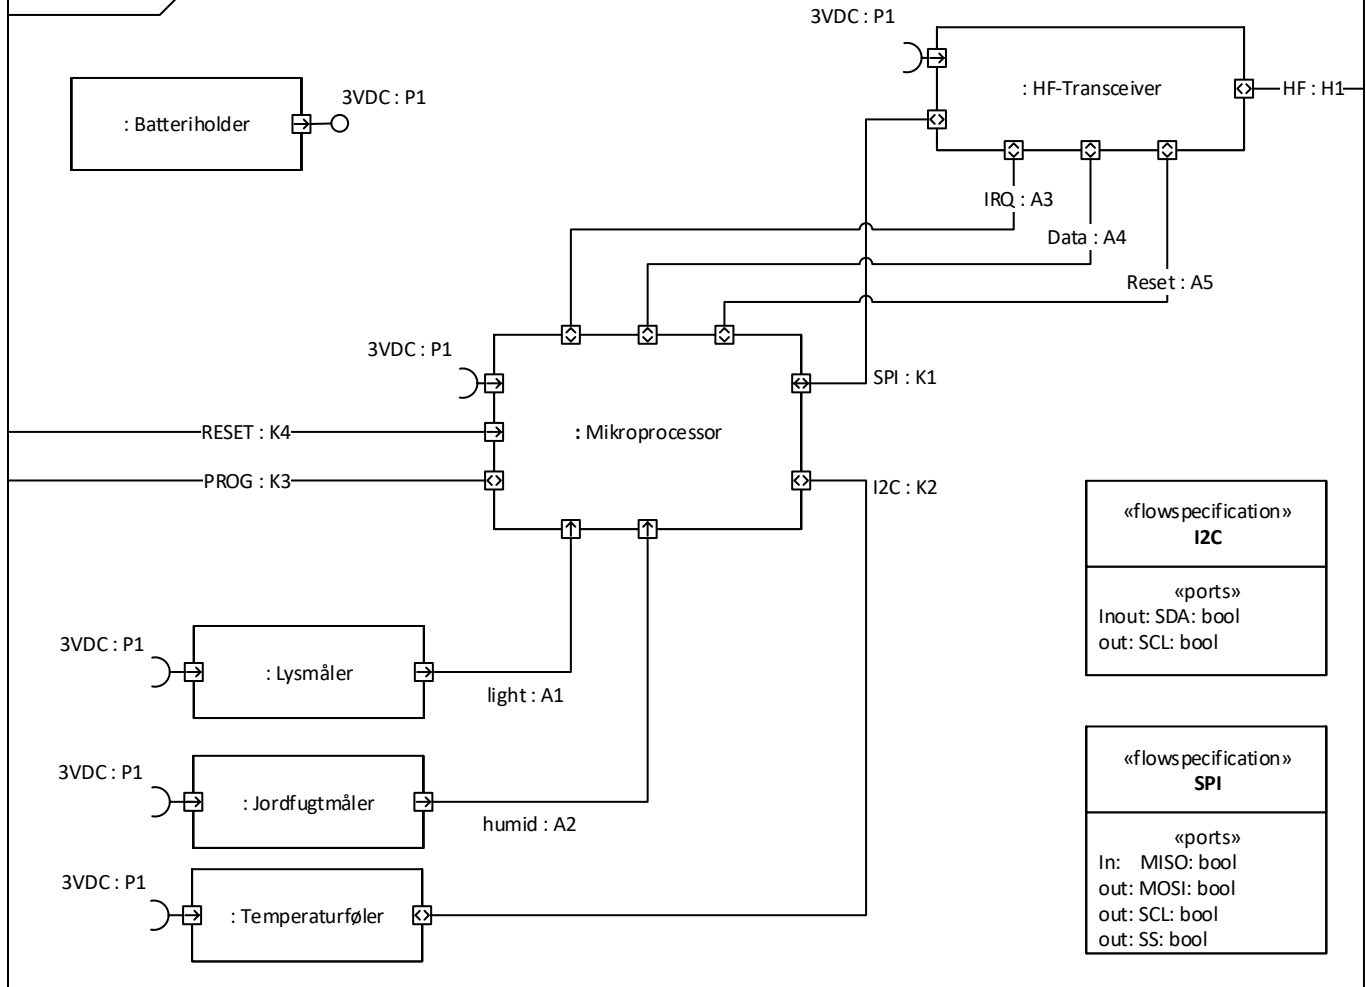 3VDC : P1
: HF-Transceiver
HF : H1
3VDC : P1
: Batteriholder
IRQ : A3
Data : A4
Reset : A5
3VDC : P1
SPI : K1
RESET : K4
: Mikroprocessor
PROG : K3
I2C : K2
«flowspecification»
I2C
«ports»
Inout: SDA: bool
out: SCL: bool
3VDC : P1
: Lysmåler
light : A1
3VDC : P1
: Jordfugtmåler
humid : A2
3VDC : P1
: Temperaturføler
«flowspecification»
SPI
«ports»
In: MISO: bool
out: MOSI: bool
out: SCL: bool
out: SS: bool